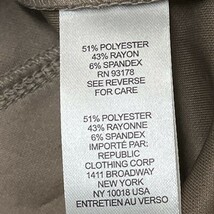 51% POLYESTER
43% RAYON
6% SPANDEX
RN 93178
SEE REVERSE
FOR CARE
51% POLYESTER
43% RAYONNE
6% SPANDEX
IMPORTÉ PAR:
REPUBLIC
CLOTHING CORP
1411 BROADWAY
NEW YORK
NY 10018 USA
ENTRETIEN AU VERSO